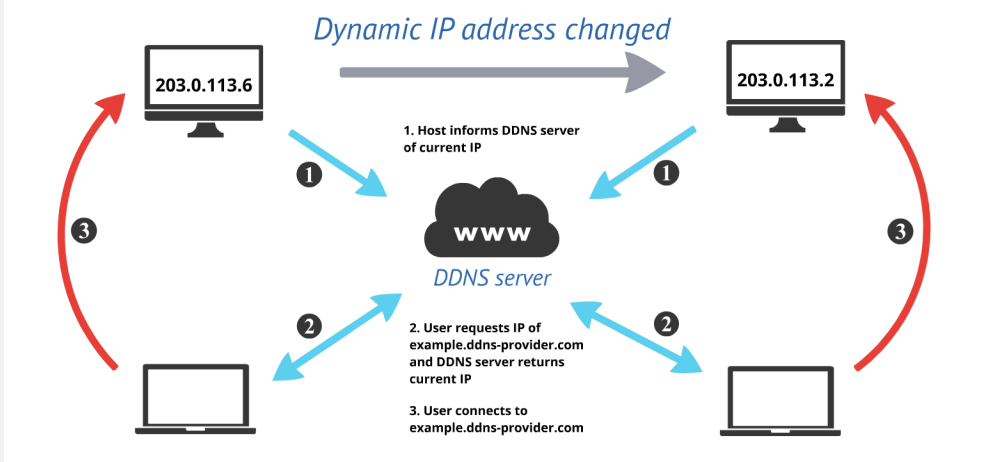 Dynamic IP address changed
203.0.113.6
203.0.113.2
1. Host informs DDNS server
of current IP
1
1
www
DDNS server
3
3
2
2
2. User requests IP of
example.ddns-provider.com
and DDNS server returns
current IP
3. User connects to
example.ddns-provider.com